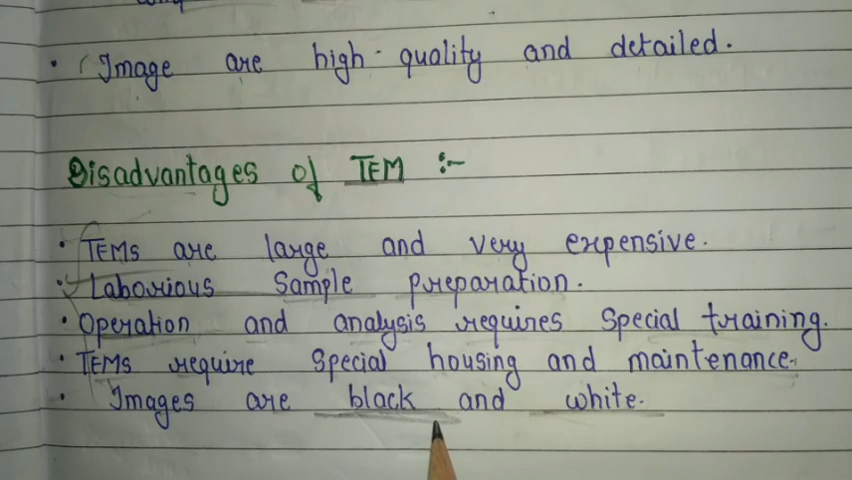 • Image are high quality and detailed.
Disadvantages of TEM :-
• TEMs are large and very expensive.
• Laborious Sample preparation.
• Operation and analysis requires special training.
• TEMs require special housing and maintenance.
• Images are black and white.